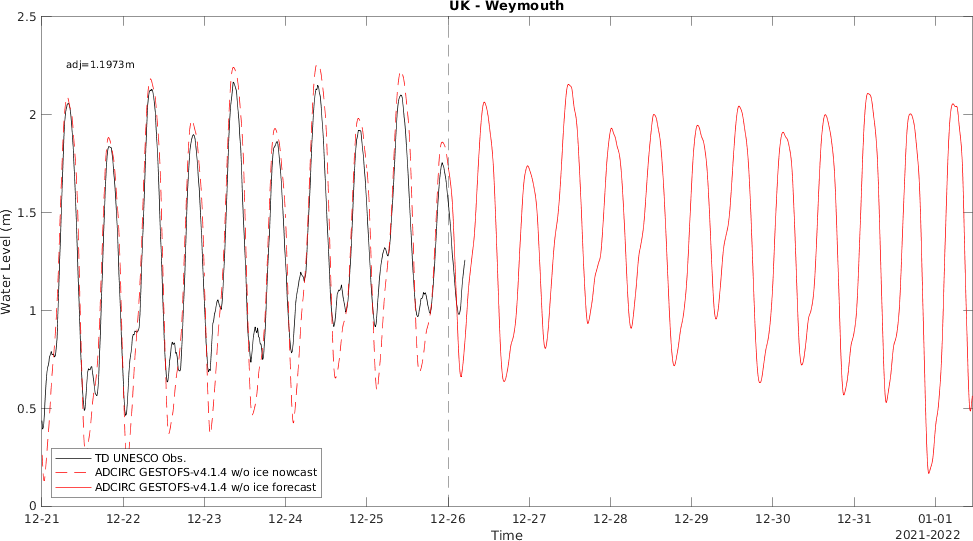 UK - Weymouth
adj=1.1973m
Water Level (m)
2.5
2
1.5
1
0.5
0
TD UNESCO Obs.
ADCIRC GESTOFS-v4.1.4 w/o ice nowcast
ADCIRC GESTOFS-v4.1.4 w/o ice forecast
12-21 12-22 12-23 12-24 12-25 12-26 12-27 12-28 12-29 12-30 12-31 01-01
Time
2021-2022